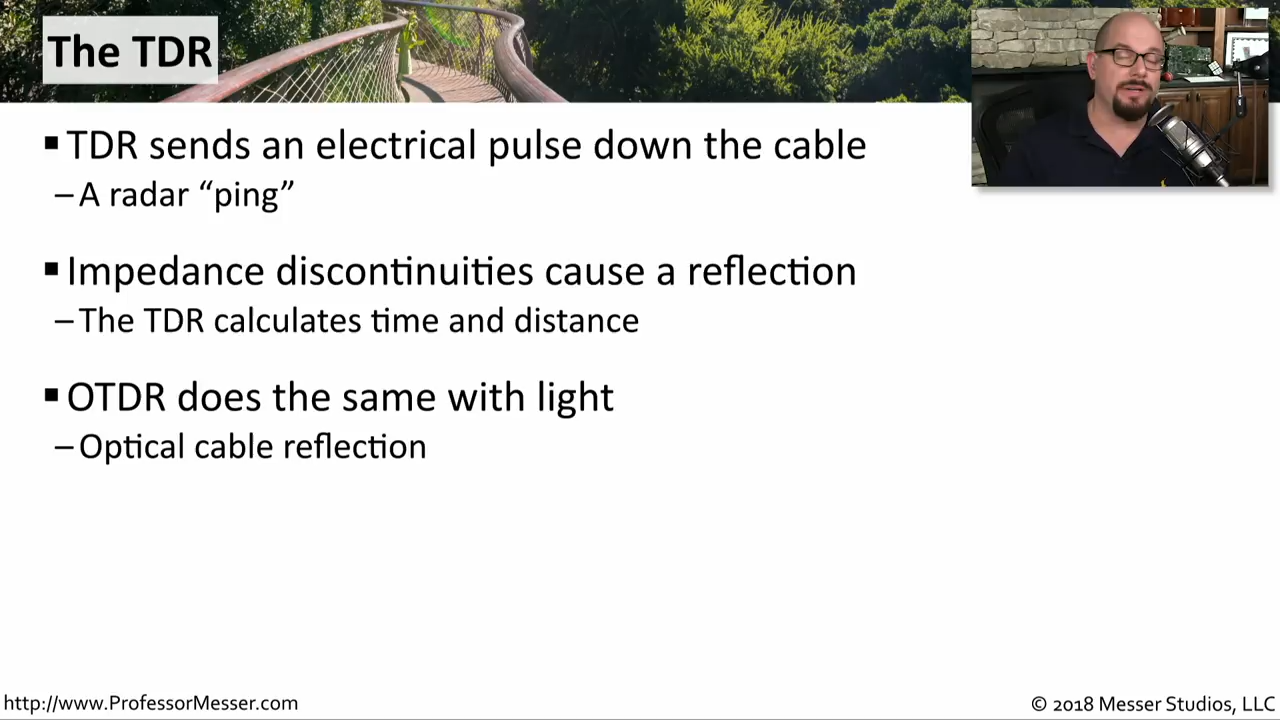 The TDR
▪ TDR sends an electrical pulse down the cable
– A radar “ping”
▪ Impedance discontinuities cause a reflection
– The TDR calculates time and distance
▪ OTDR does the same with light
– Optical cable reflection
http://www.ProfessorMesser.com
© 2018 Messer Studios, LLC